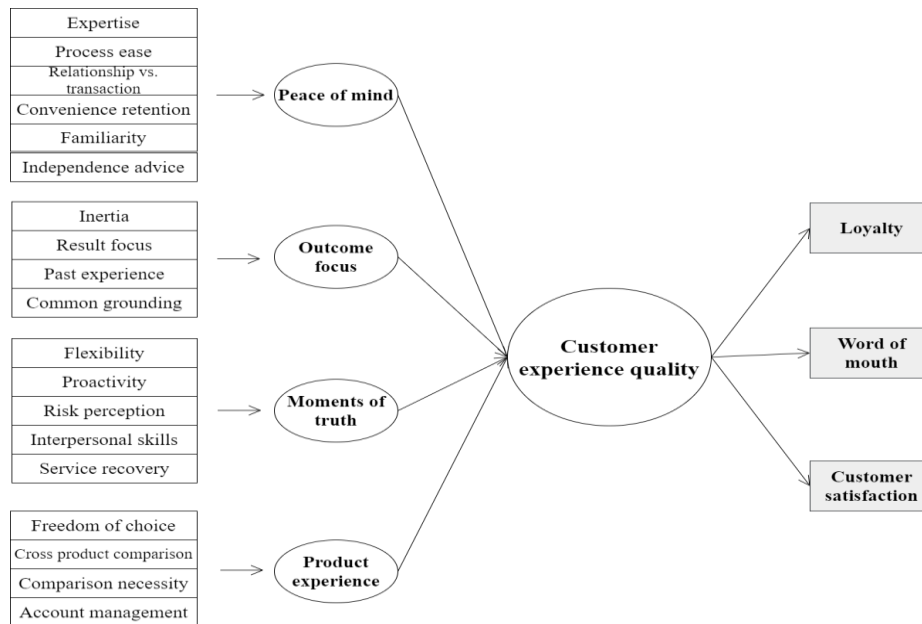 Expertise
Process ease
Relationship vs.
transaction
Convenience retention
Familiarity
Independence advice
Peace of mind
Inertia
Result focus
Past experience
Common grounding
Outcome
focus
Flexibility
Proactivity
Risk perception
Interpersonal skills
Service recovery
Moments of
truth
Freedom of choice
Cross product comparison
Comparison necessity
Account management
Product
experience
Customer
experience quality
Loyalty
Word of
mouth
Customer
satisfaction